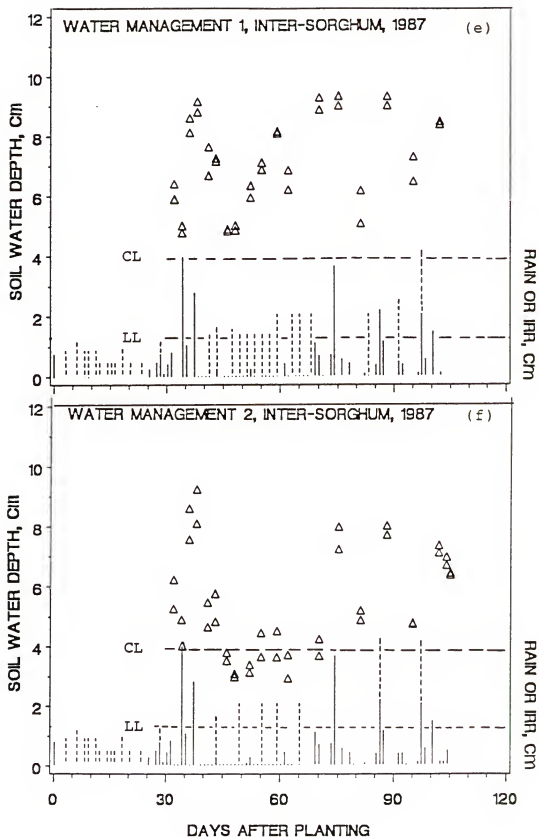 WATER MANAGEMENT 1, INTER-SORGHUM, 1987 (e)
12
10
8
6
4
2
0
SOIL WATER DEPTH, Cm
RAIN OR IRR, Cm
CL
LL
WATER MANAGEMENT 2, INTER-SORGHUM, 1987 (f)
12
10
8
6
4
2
0
SOIL WATER DEPTH, Cm
RAIN OR IRR, Cm
CL
LL
0 30 60 90 120
DAYS AFTER PLANTING